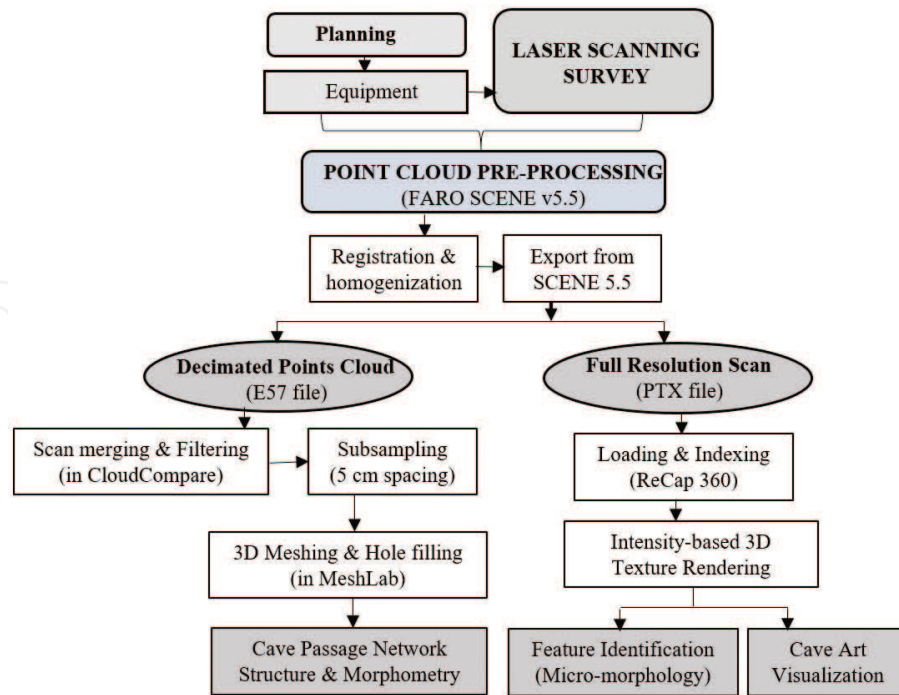 Planning
LASER SCANNING
SURVEY
Equipment
POINT CLOUD PRE-PROCESSING
(FARO SCENE v5.5)
Registration &
homogenization
Export from
SCENE 5.5
Decimated Points Cloud
(E57 file)
Full Resolution Scan
(PTX file)
Scan merging & Filtering
(in CloudCompare)
Subsampling
(5 cm spacing)
Loading & Indexing
(ReCap 360)
3D Meshing & Hole filling
(in MeshLab)
Intensity-based 3D
Texture Rendering
Cave Passage Network
Structure & Morphometry
Feature Identification
(Micro-morphology)
Cave Art
Visualization